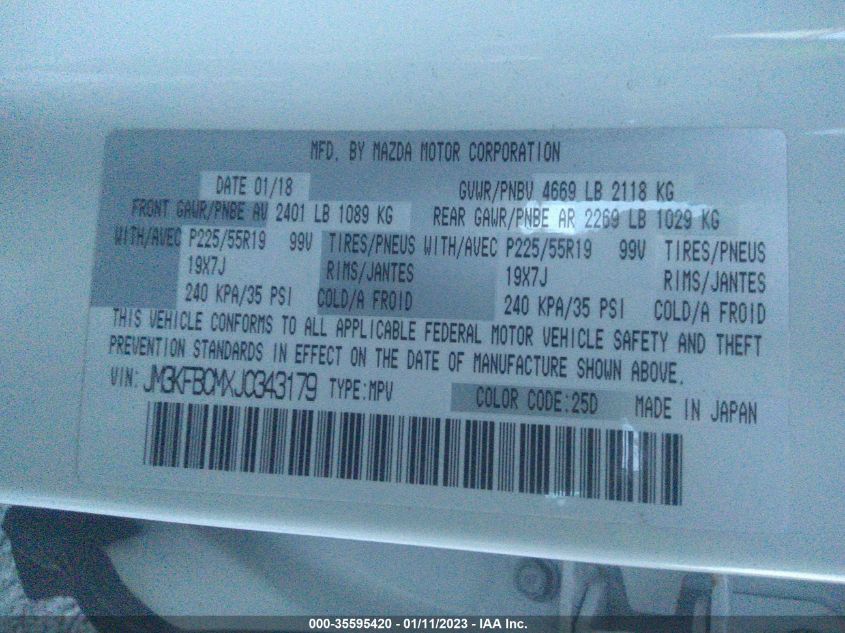 MFD. BY MAZDA MOTOR CORPORATION
DATE 01/18 GVWR/PNBV 4669 LB 2118 KG
FRONT GAWR/PNBE AV 2401 LB 1089 KG REAR GAWR/PNBE AR 2269 LB 1029 KG
WITH/AVEC P225/55R19 99V TIRES/PNEUS WITH/AVEC P225/55R19 99V TIRES/PNEUS
19X7J RIMS/JANTES 19X7J RIMS/JANTES
240 KPA/35 PSI COLD/A FROID 240 KPA/35 PSI COLD/A FROID
THIS VEHICLE CONFORMS TO ALL APPLICABLE FEDERAL MOTOR VEHICLE SAFETY AND THEFT
PREVENTION STANDARDS IN EFFECT ON THE DATE OF MANUFACTURE SHOWN ABOVE.
VIN: JM3KFBCMXJ0343179 TYPE:MPV COLOR CODE:25D MADE IN JAPAN
000-35595420 - 01/11/2023 - IAA Inc.